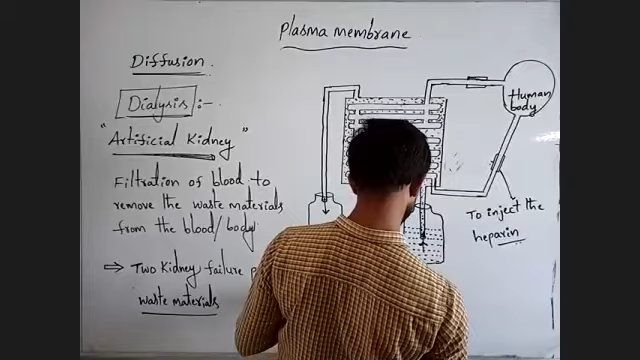 Plasma membrane
Diffusion.
Dialysis :-
"Artificial Kidney"
Filtration of blood to
remove the waste materials
from the blood/body
⇒ Two Kidney failure
waste materials
Human
body
To inject the
heparin